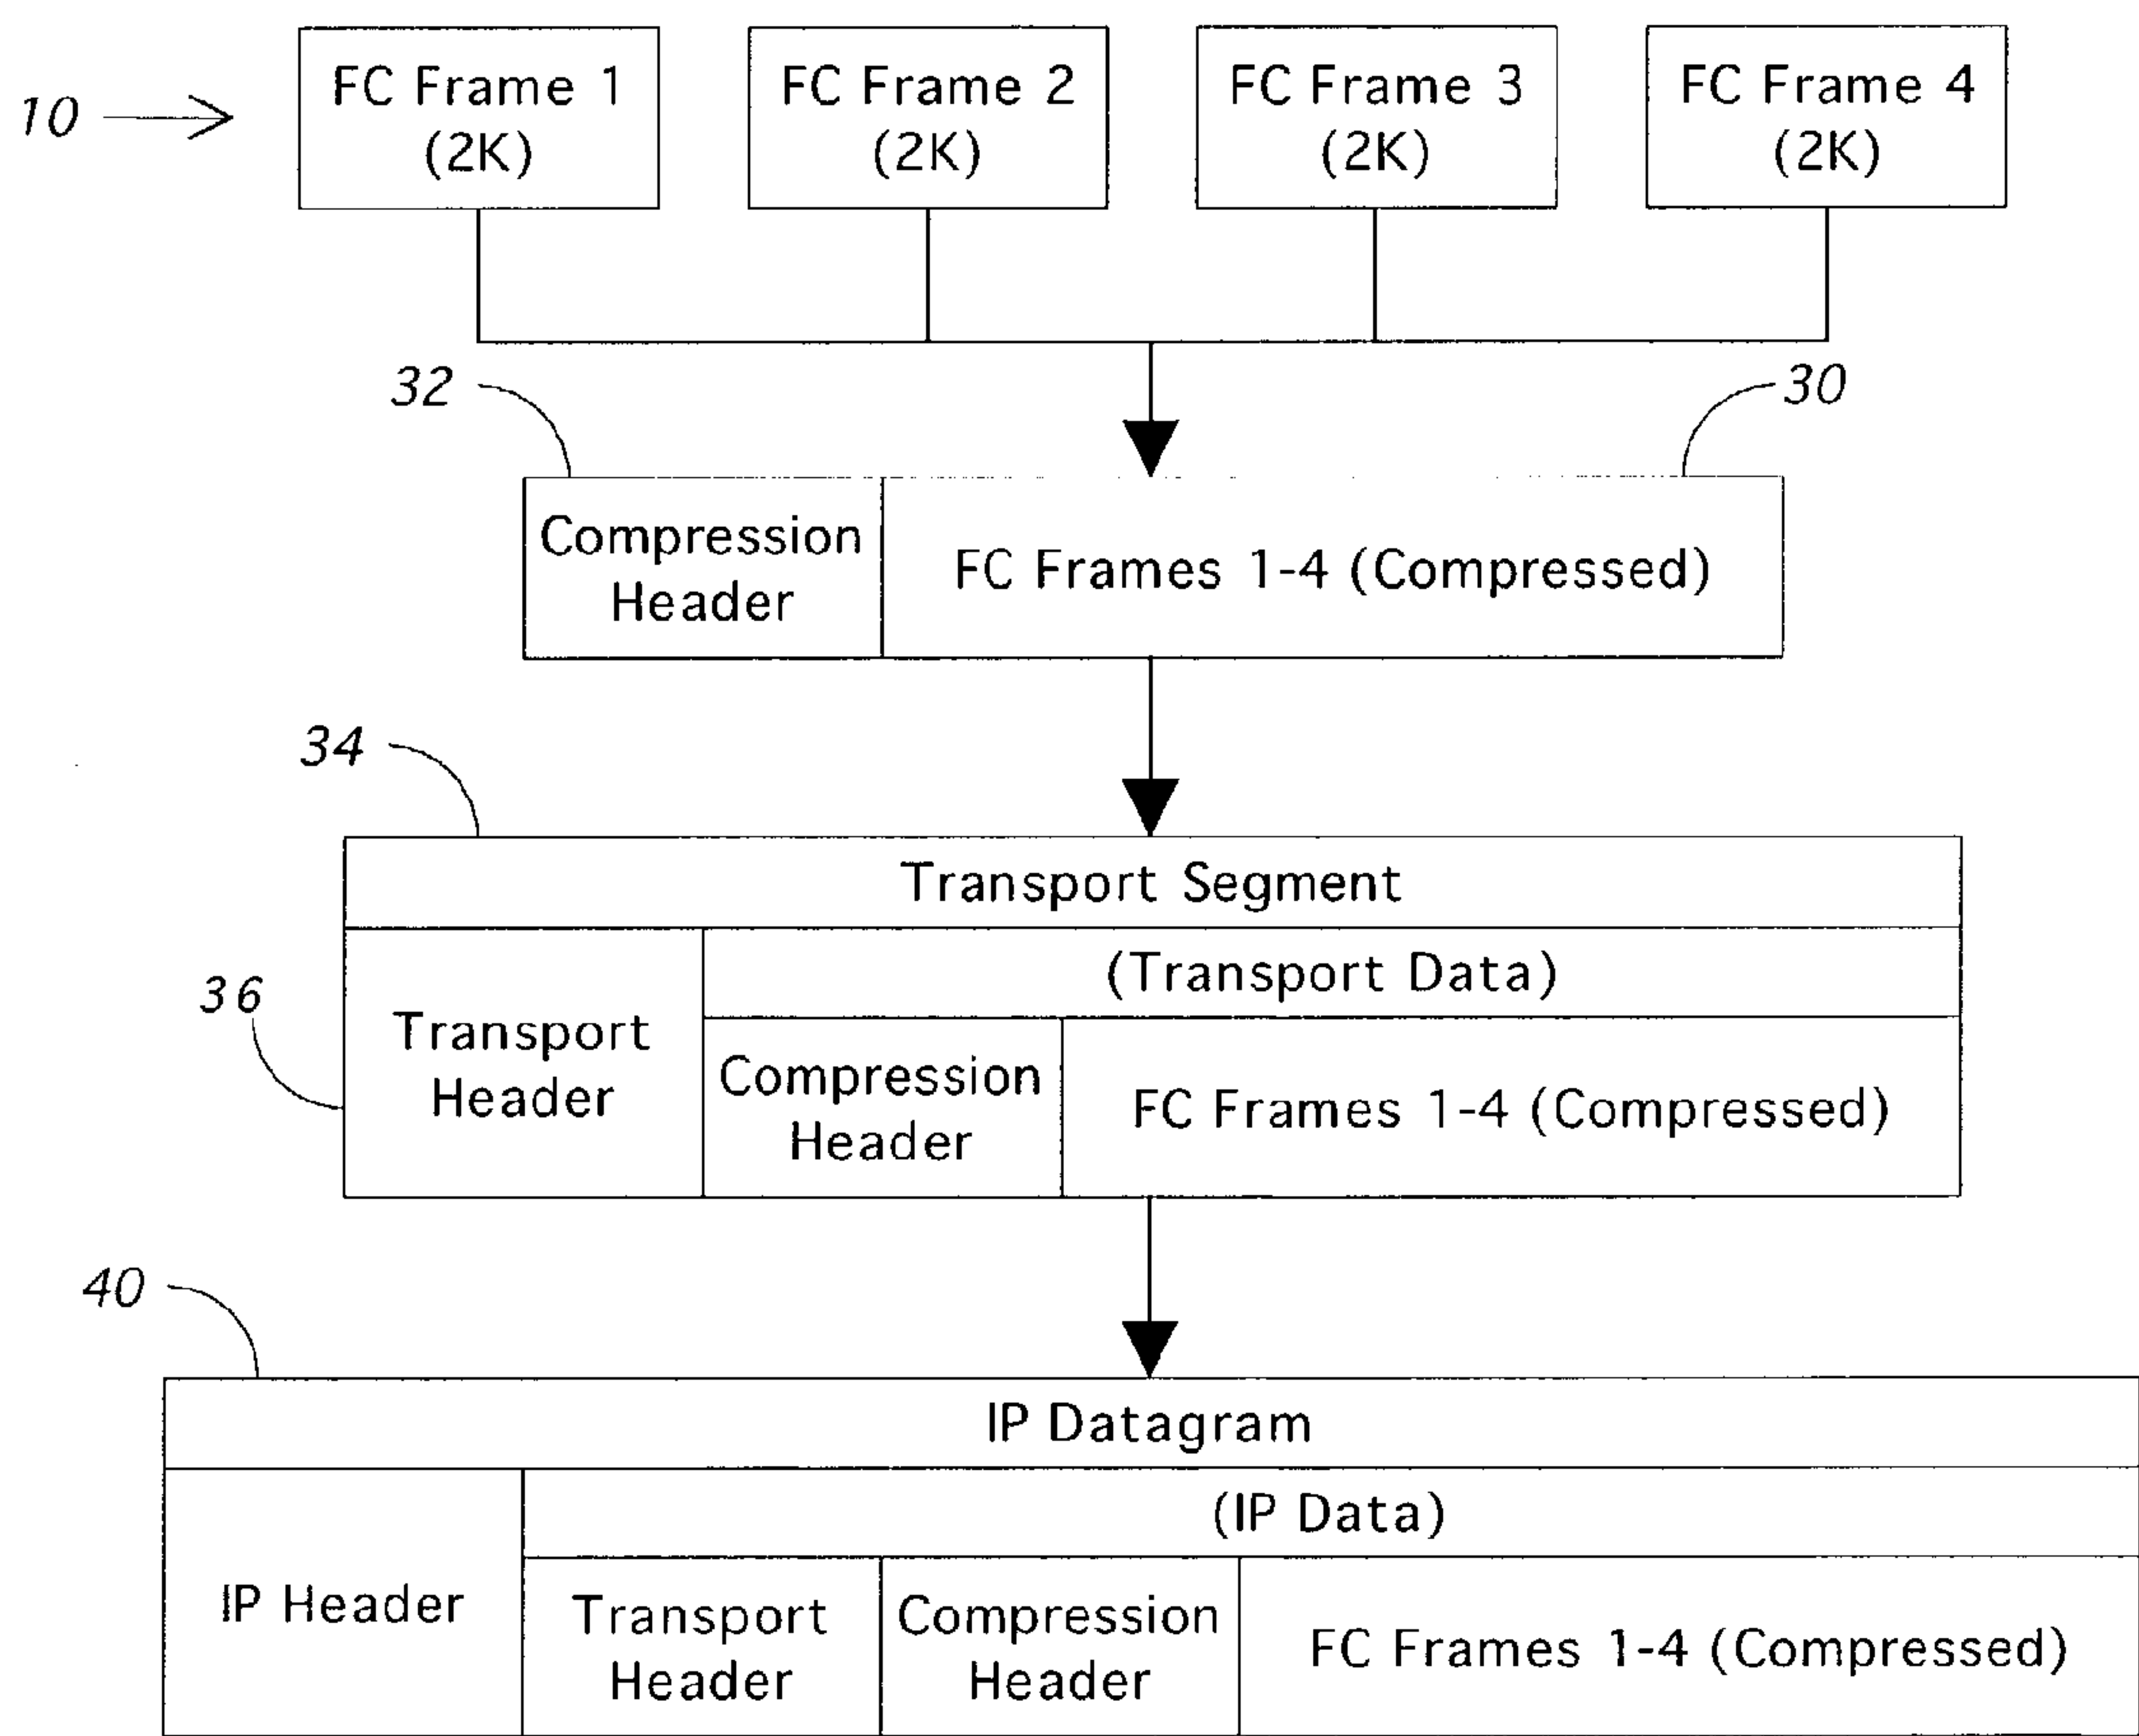 10
FC Frame 1
(2K)
FC Frame 2
(2K)
FC Frame 3
(2K)
FC Frame 4
(2K)
32
30
Compression
Header
FC Frames 1-4 (Compressed)
34
Transport Segment
36
Transport
Header
(Transport Data)
Compression
Header
FC Frames 1-4 (Compressed)
40
IP Datagram
IP Header
(IP Data)
Transport
Header
Compression
Header
FC Frames 1-4 (Compressed)